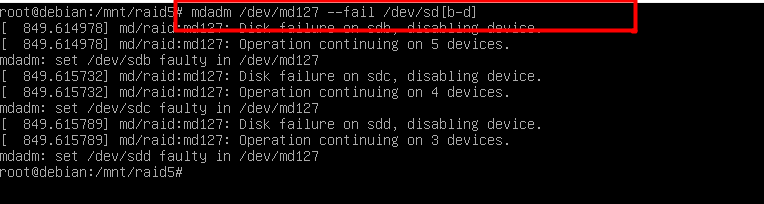 root@debian:/mnt/raid5# mdadm /dev/md127 --fail /dev/sd[b-d]
[  849.614978] md/raid:md127: Disk failure on sdb, disabling device.
[  849.614978] md/raid:md127: Operation continuing on 5 devices.
mdadm: set /dev/sdb faulty in /dev/md127
[  849.615732] md/raid:md127: Disk failure on sdc, disabling device.
[  849.615732] md/raid:md127: Operation continuing on 4 devices.
mdadm: set /dev/sdc faulty in /dev/md127
[  849.615789] md/raid:md127: Disk failure on sdd, disabling device.
[  849.615789] md/raid:md127: Operation continuing on 3 devices.
mdadm: set /dev/sdd faulty in /dev/md127
root@debian:/mnt/raid5#